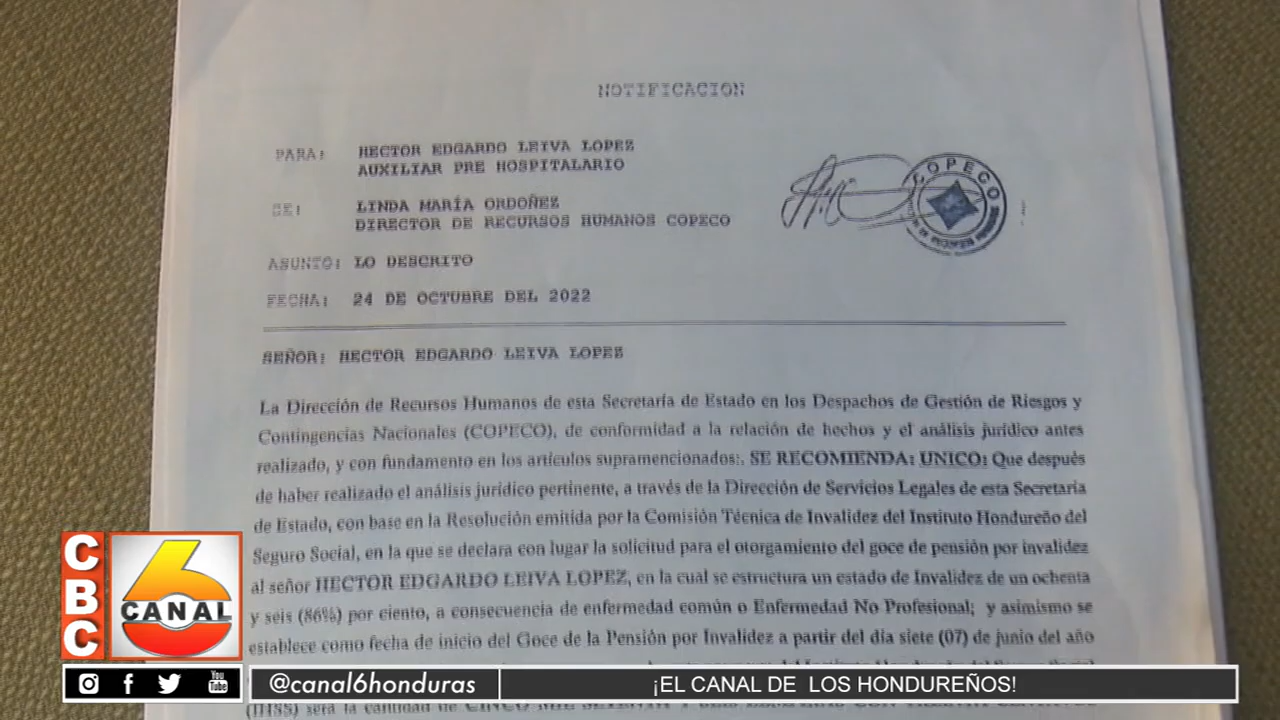 NOTIFICACION
PARA: HECTOR EDGARDO LEIVA LOPEZ
AUXILIAR PRE HOSPITALARIO
DE: LINDA MARÍA ORDOÑEZ
DIRECTOR DE RECURSOS HUMANOS COPECO
COPECO
ASUNTO: LO DESCRITO
FECHA: 24 DE OCTUBRE DEL 2022
SEÑOR: HECTOR EDGARDO LEIVA LOPEZ
La Dirección de Recursos Humanos de esta Secretaría de Estado en los Despachos de Gestión de Riesgos y
Contingencias Nacionales (COPECO), de conformidad a la relación de hechos y el análisis jurídico antes
realizado, y con fundamento en los artículos supramencionados:. SE RECOMIENDA: UNICO: Que después
de haber realizado el análisis jurídico pertinente, a través de la Dirección de Servicios Legales de esta Secretaría
de Estado, con base en la Resolución emitida por la Comisión Técnica de Invalidez del Instituto Hondureño del
Seguro Social, en la que se declara con lugar la solicitud para el otorgamiento del goce de pensión por invalidez
al señor HECTOR EDGARDO LEIVA LOPEZ, en la cual se estructura un estado de Invalidez de un ochenta
y seis (86%) por ciento, a consecuencia de enfermedad común o Enfermedad No Profesional; y asimismo se
establece como fecha de inicio del Goce de la Pensión por Invalidez a partir del día siete (07) de junio del año
(IHSS) será la cantidad de CINCO MIL
CBC
6
CANAL
You Tube
@canal6honduras
¡EL CANAL DE LOS HONDUREÑOS!